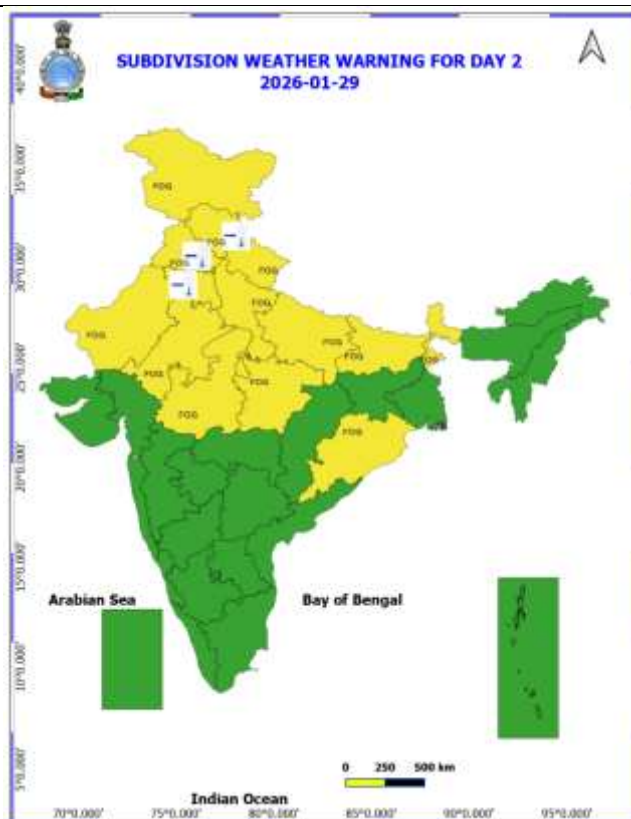 SUBDIVISION WEATHER WARNING FOR DAY 2
2026-01-29
40°0.000'
35°0.000'
30°0.000'
25°0.000'
20°0.000'
15°0.000'
10°0.000'
5°0.000'
FOG
FOG
FOG
FOG
FOG
FOG
FOG
FOG
FOG
FOG
FOG
FOG
FOG
Arabian Sea
Bay of Bengal
0 250 500 km
Indian Ocean
70°0.000' 75°0.000' 80°0.000' 85°0.000' 90°0.000' 95°0.000'